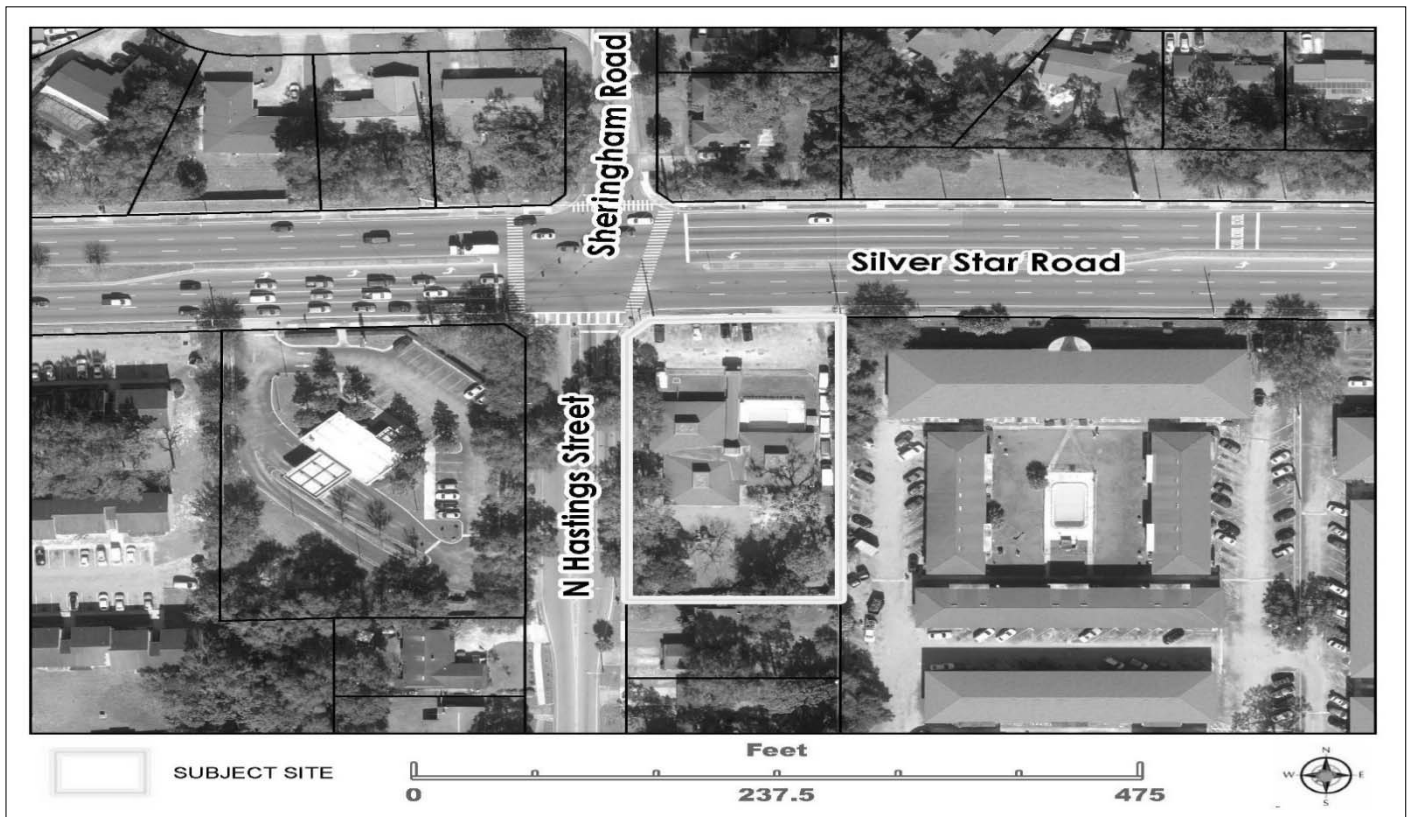 Sheringham Road
Silver Star Road
N Hastings Street
SUBJECT SITE
Feet
0 237.5 475
N
W E
S